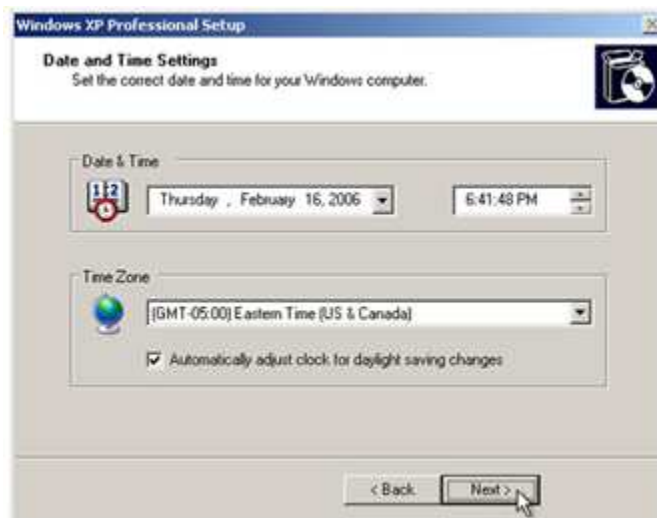 Windows XP Professional Setup
Date and Time Settings
Set the correct date and time for your Windows computer.
Date & Time
12
Thursday , February 16, 2006
6:41:48 PM
Time Zone
(GMT-05:00) Eastern Time (US & Canada)
Automatically adjust clock for daylight saving changes
< Back
Next >